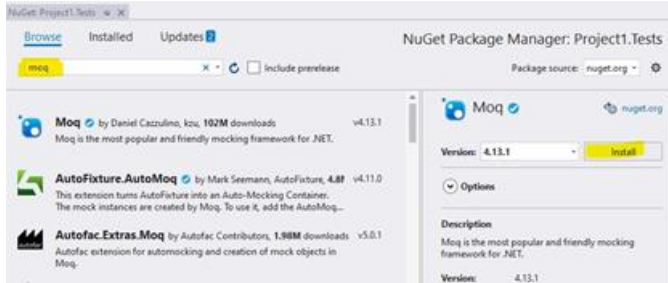 NuGet: Project1.Tests
Browse Installed Updates 2
NuGet Package Manager: Project1.Tests
moq
Include prerelease
Package source: nuget.org
Moq by Daniel Cazzulino, kzu, 102M downloads v4.13.1
Moq is the most popular and friendly mocking framework for .NET.
AutoFixture.AutoMoq by Mark Seemann, AutoFixture, 4.8M v4.11.0
This extension turns AutoFixture into an Auto-Mocking Container.
The mock instances are created by Moq. To use it, add the AutoMoq...
autofac
Autofac.Extras.Moq by Autofac Contributors, 1.98M downloads v5.0.1
Autofac extension for automocking and creation of mock objects in
Moq.
Moq nuget.org
Version: 4.13.1 Install
Options
Description
Moq is the most popular and friendly mocking
framework for .NET.
Version: 4.13.1